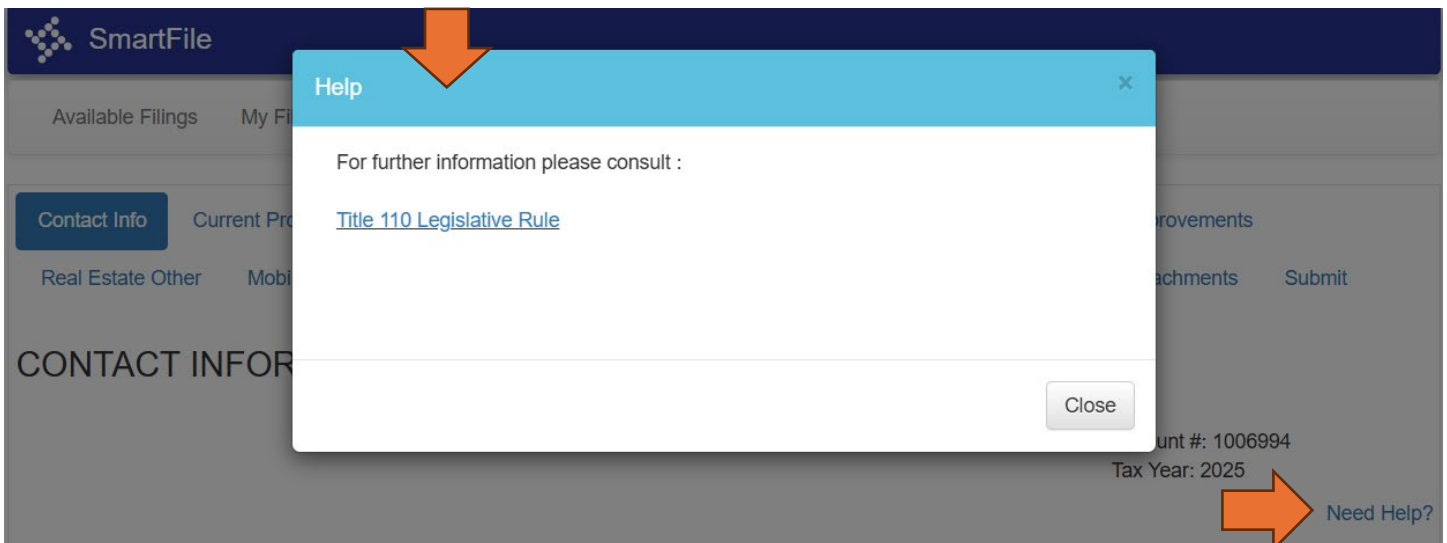 SmartFile
Help
×
Available Filings My Fi
For further information please consult :
Contact Info Current Pro
Title 110 Legislative Rule
provements
Real Estate Other Mobi
achments Submit
CONTACT INFOR
Close
unt #: 1006994
Tax Year: 2025
Need Help?